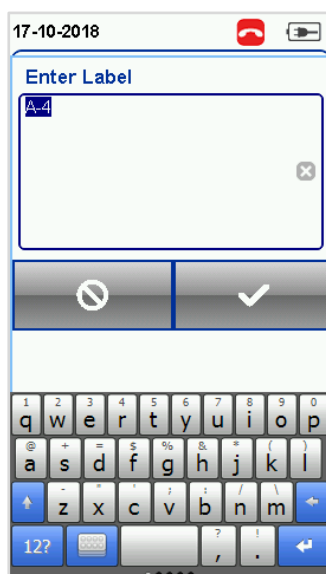 17-10-2018
Enter Label
A-4
1 2 3 4 5 6 7 8 9 0
q w e r t y u i o p
@ + = $ % & * ( )
a s d f g h j k l
- " ' ; : / \
z x c v b n m
? !
12? , .